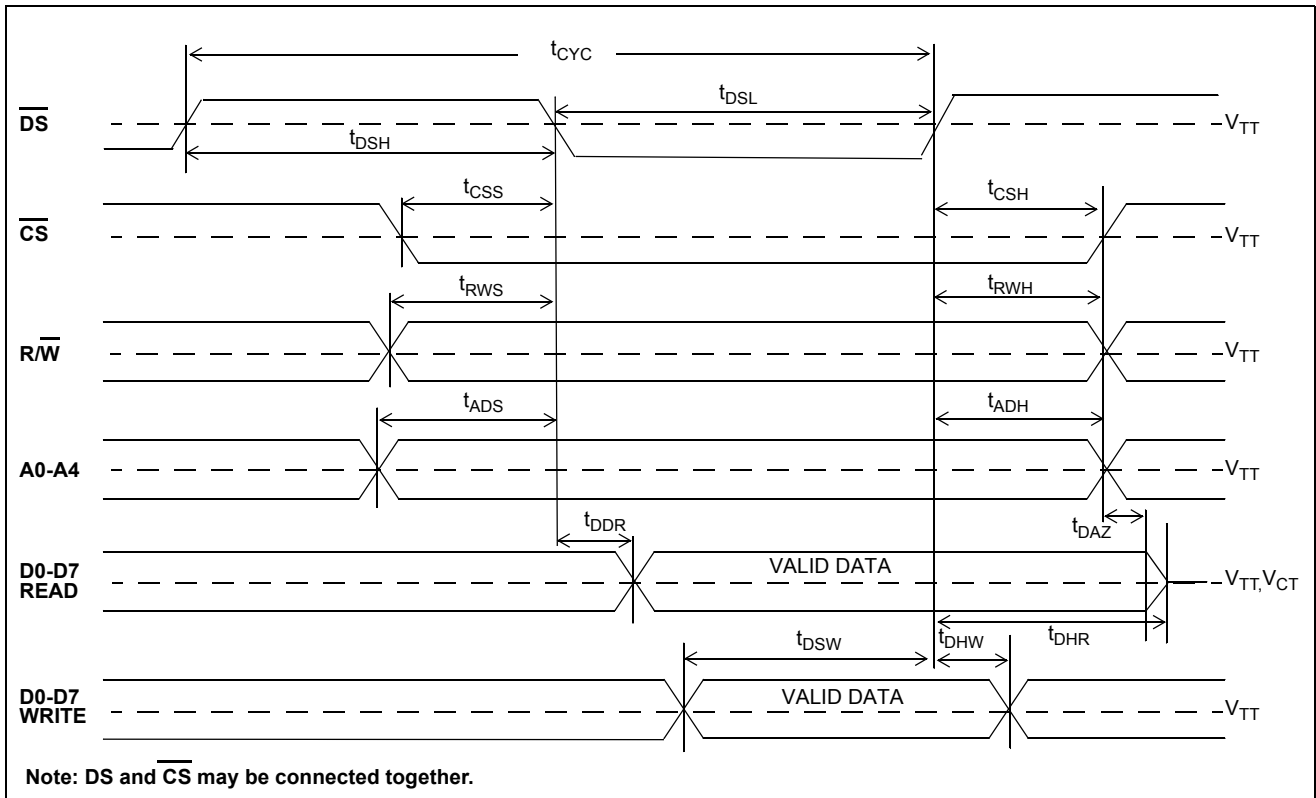 tCYC
DS
tDSL
tDSH
VTT
tCSS
tCSH
CS
VTT
tRWS
tRWH
R/W
VTT
tADS
tADH
A0-A4
VTT
tDDR
tDAZ
D0-D7
READ
VALID DATA
VTT,VCT
tDSW
tDHW
tDHR
D0-D7
WRITE
VALID DATA
VTT
Note: DS and CS may be connected together.